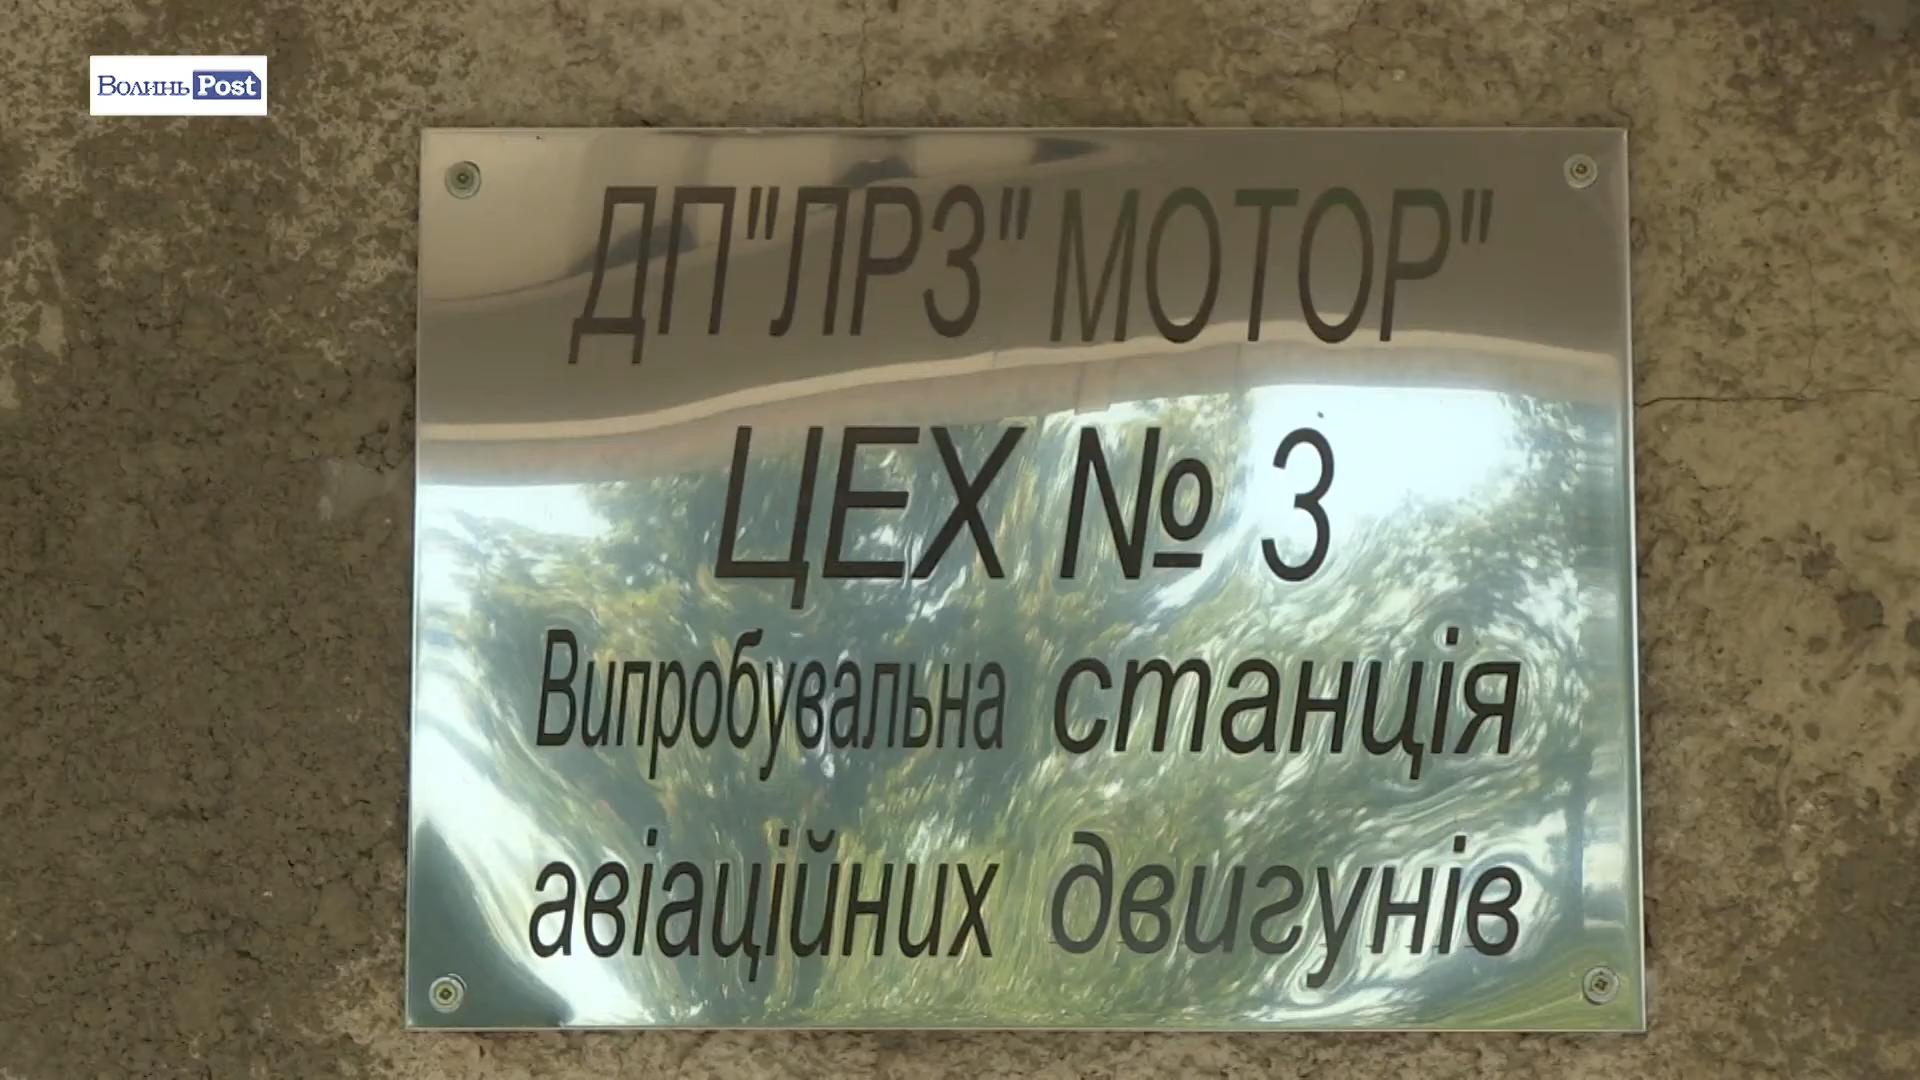 Волинь Post
ДП"ЛРЗ"МОТОР"
ЦЕХ № 3
Випробувальна станція
авіаційних двигунів